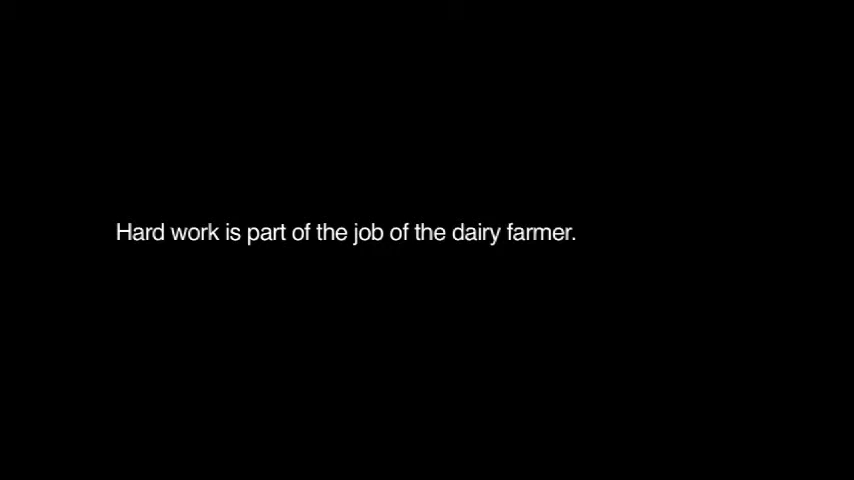 Hard work is part of the job of the dairy farmer.